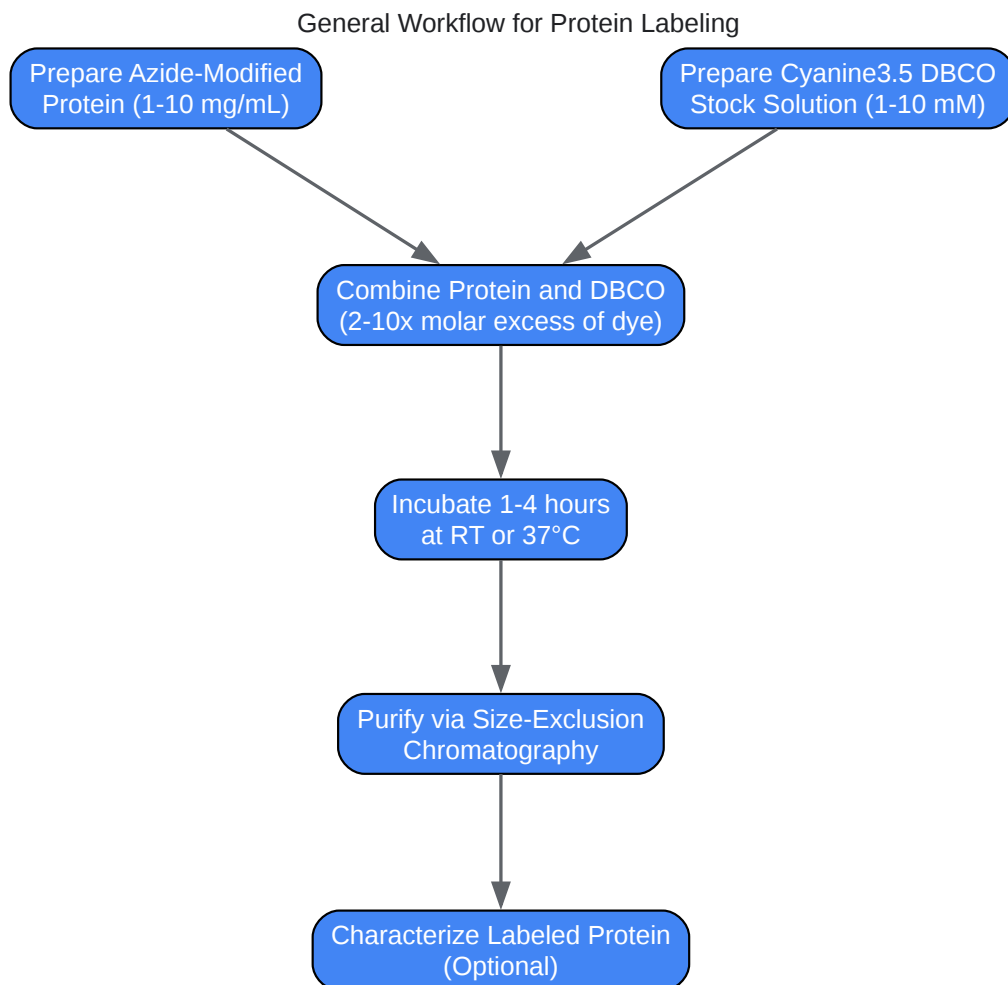 General Workflow for Protein Labeling
Prepare Azide-Modified
Protein (1-10 mg/mL)
Prepare Cyanine3.5 DBCO
Stock Solution (1-10 mM)
Combine Protein and DBCO
(2-10x molar excess of dye)
Incubate 1-4 hours
at RT or 37°C
Purify via Size-Exclusion
Chromatography
Characterize Labeled Protein
(Optional)